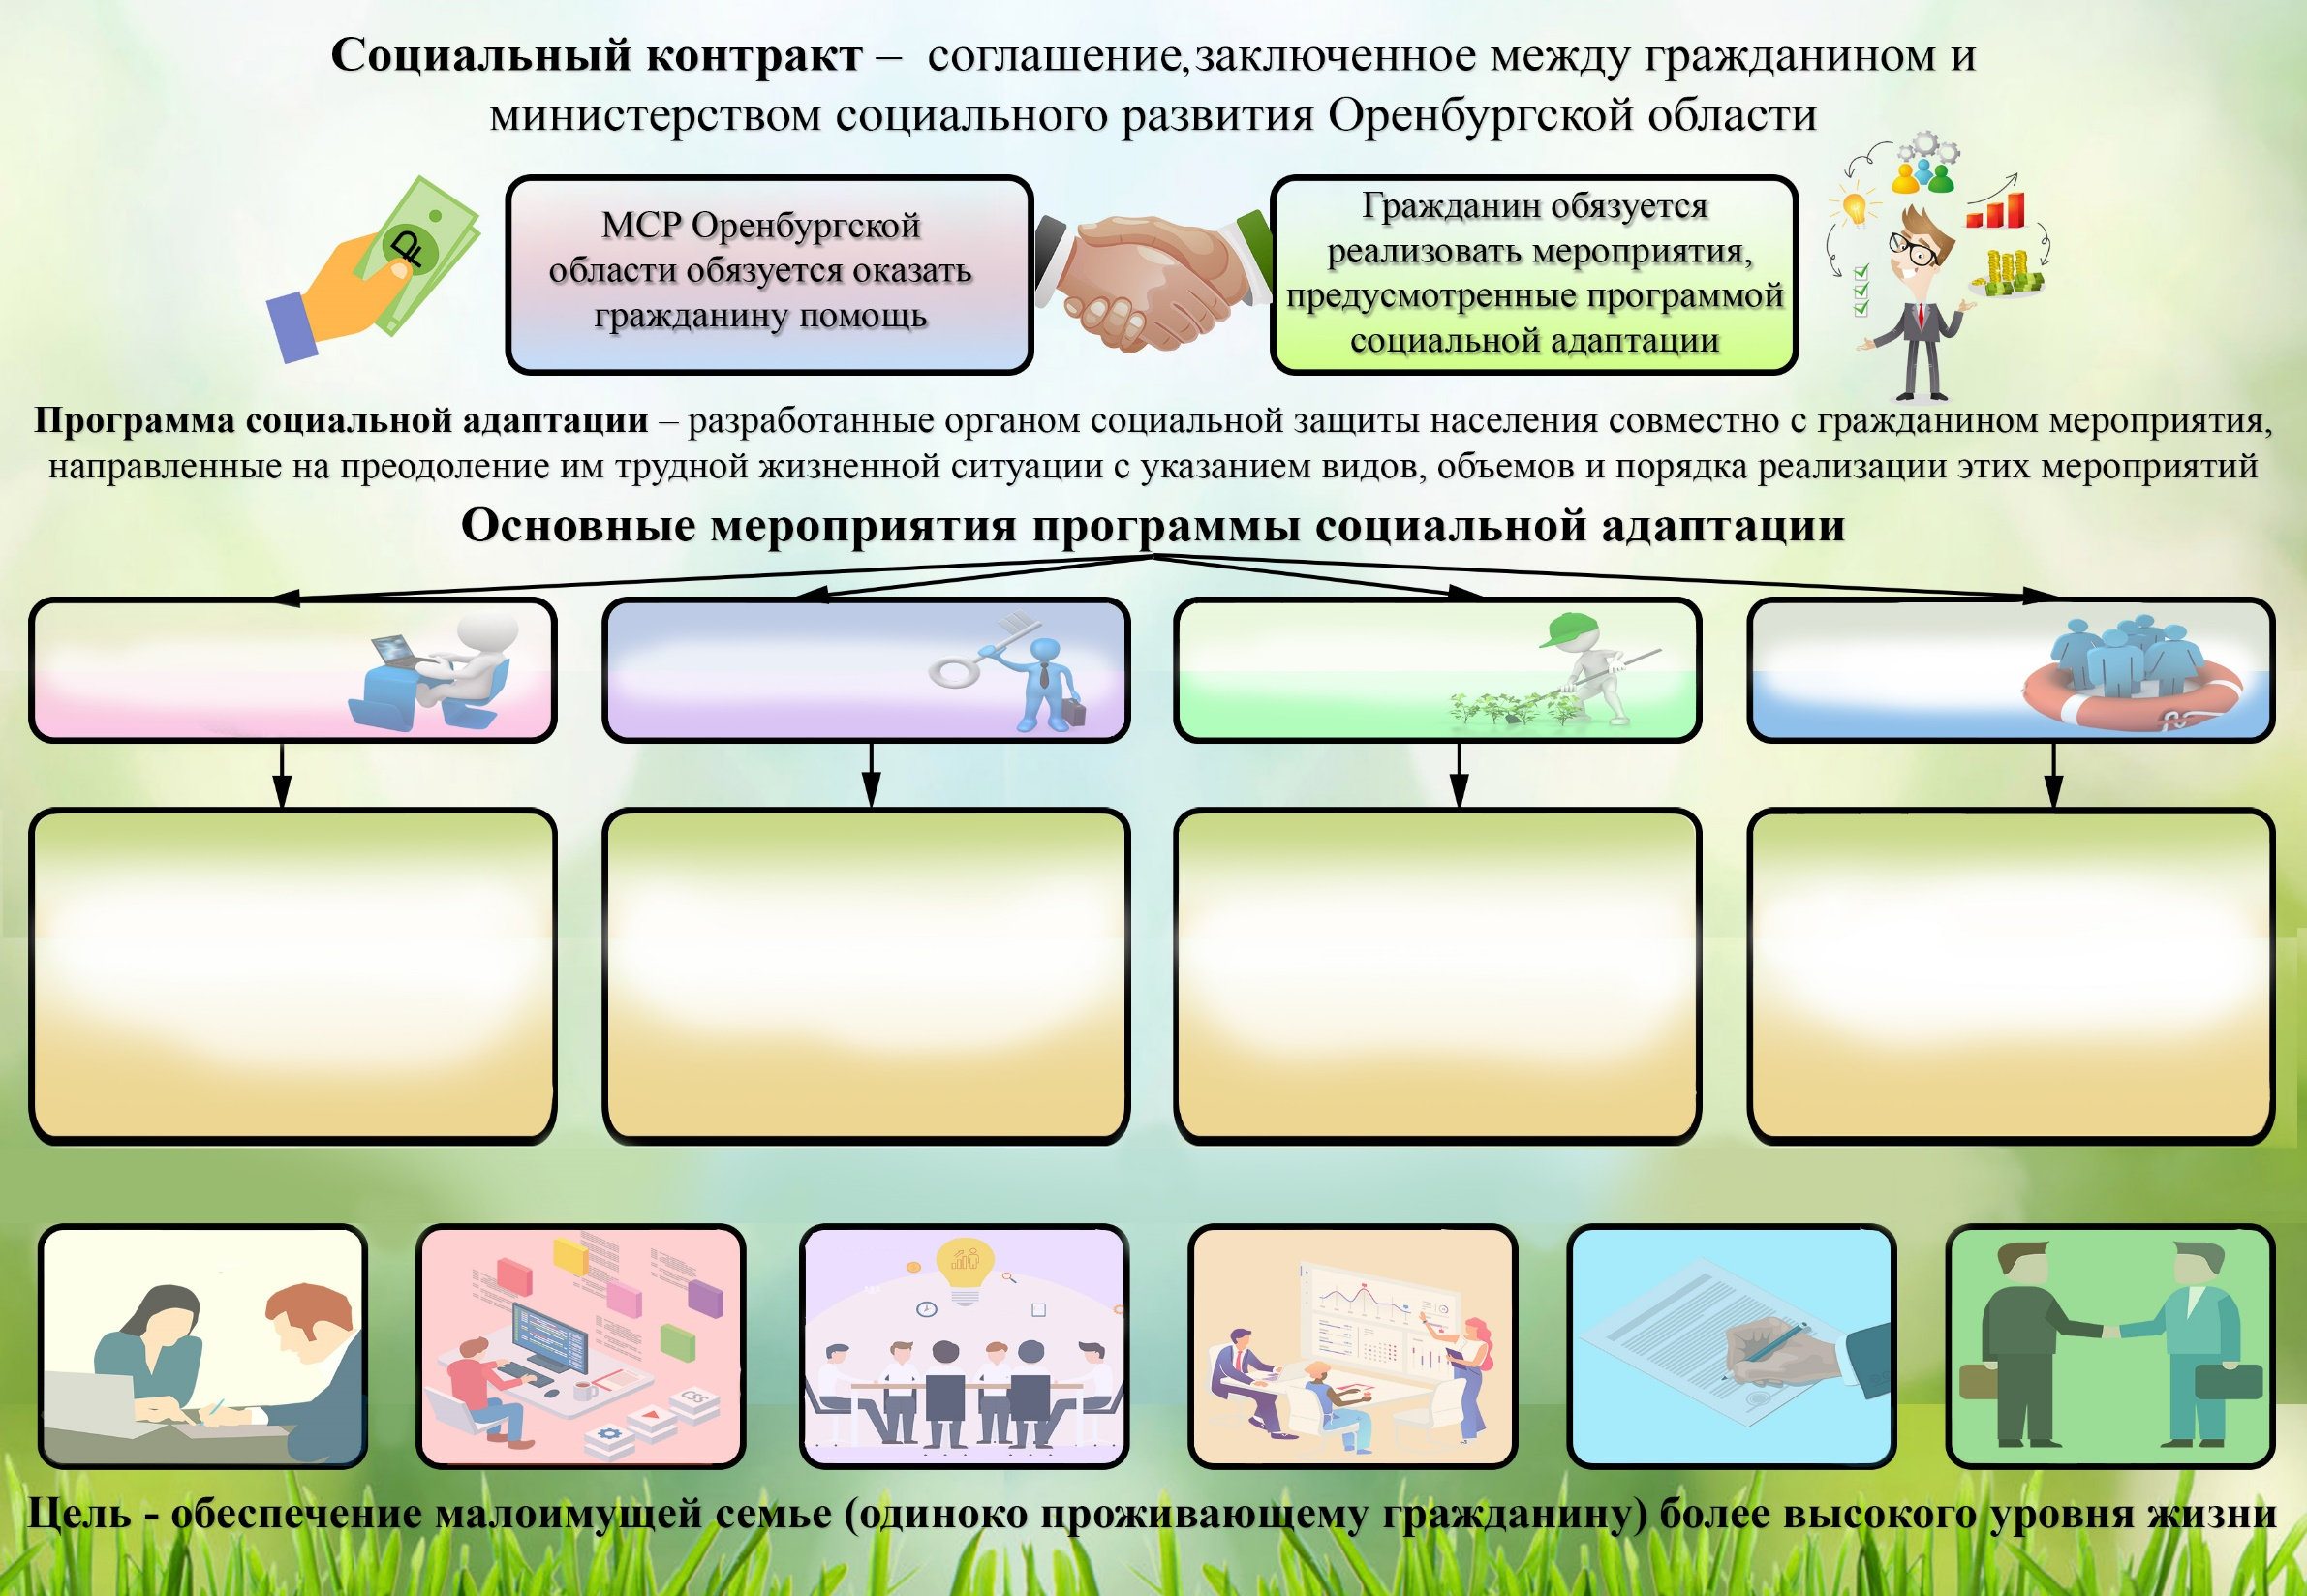 Социальный контракт – соглашение,заключенное между гражданином и
министерством социального развития Оренбургской области
МСР Оренбургской
области обязуется оказать
гражданину помощь
Гражданин обязуется
реализовать мероприятия,
предусмотренные программой
социальной адаптации
Программа социальной адаптации – разработанные органом социальной защиты населения совместно с гражданином мероприятия,
направленные на преодоление им трудной жизненной ситуации с указанием видов, объемов и порядка реализации этих мероприятий
Основные мероприятия программы социальной адаптации
CSS
Цель - обеспечение малоимущей семье (одиноко проживающему гражданину) более высокого уровня жизни